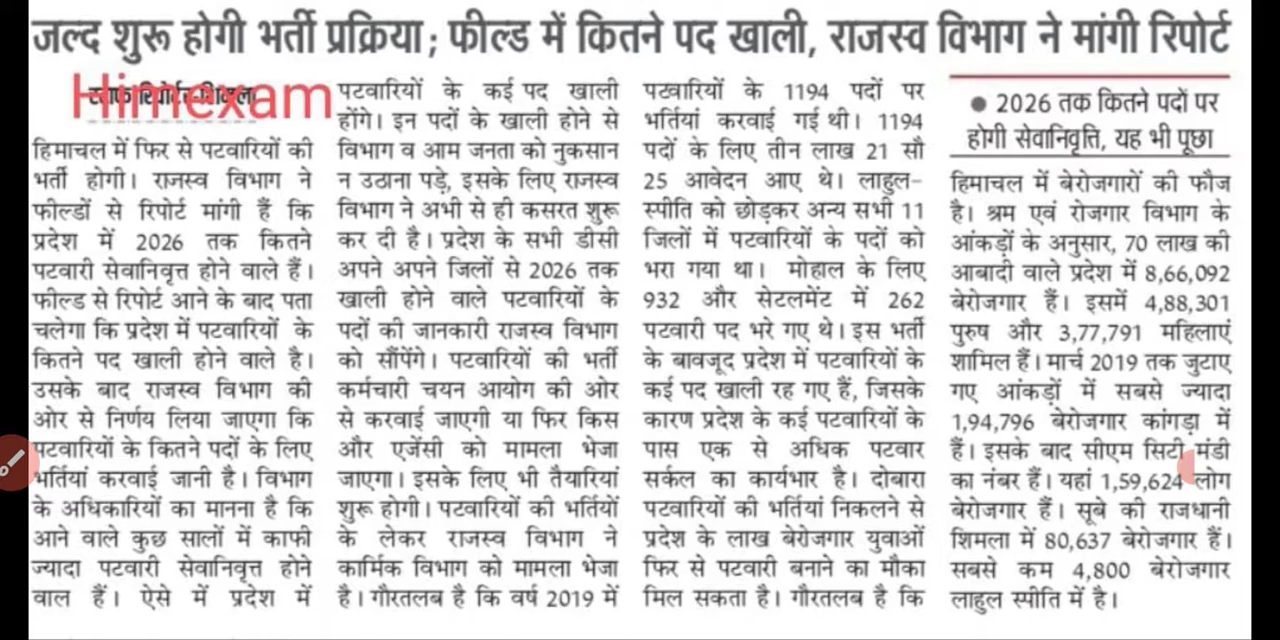 जल्द शुरू होगी भर्ती प्रक्रिया; फील्ड में कितने पद खाली, राजस्व विभाग ने मांगी रिपोर्ट
Himexam
हिमाचल में फिर से पटवारियों की
भर्ती होगी। राजस्व विभाग ने
फील्डों से रिपोर्ट मांगी हैं कि
प्रदेश में 2026 तक कितने
पटवारी सेवानिवृत्त होने वाले हैं।
फील्ड से रिपोर्ट आने के बाद पता
चलेगा कि प्रदेश में पटवारियों के
कितने पद खाली होने वाले है।
उसके बाद राजस्व विभाग की
ओर से निर्णय लिया जाएगा कि
पटवारियों के कितने पदों के लिए
भर्तियां करवाई जानी है। विभाग
के अधिकारियों का मानना है कि
आने वाले कुछ सालों में काफी
ज्यादा पटवारी सेवानिवृत्त होने
वाल हैं। ऐसे में प्रदेश में
पटवारियों के कई पद खाली
होंगे। इन पदों के खाली होने से
विभाग व आम जनता को नुकसान
न उठाना पड़े, इसके लिए राजस्व
विभाग ने अभी से ही कसरत शुरू
कर दी है। प्रदेश के सभी डीसी
अपने अपने जिलों से 2026 तक
खाली होने वाले पटवारियों के
पदों की जानकारी राजस्व विभाग
को सौंपेंगे। पटवारियों की भर्ती
कर्मचारी चयन आयोग की ओर
से करवाई जाएगी या फिर किस
और एजेंसी को मामला भेजा
जाएगा। इसके लिए भी तैयारियां
शुरू होगी। पटवारियों की भर्तियों
के लेकर राजस्व विभाग ने
कार्मिक विभाग को मामला भेजा
है। गौरतलब है कि वर्ष 2019 में
पटवारियों के 1194 पदों पर
भर्तियां करवाई गई थी। 1194
पदों के लिए तीन लाख 21 सौ
25 आवेदन आए थे। लाहुल-
स्पीति को छोड़कर अन्य सभी 11
जिलों में पटवारियों के पदों को
भरा गया था। मोहाल के लिए
932 और सेटलमेंट में 262
पटवारी पद भरे गए थे। इस भर्ती
के बावजूद प्रदेश में पटवारियों के
कई पद खाली रह गए हैं, जिसके
कारण प्रदेश के कई पटवारियों के
पास एक से अधिक पटवार
सर्कल का कार्यभार है। दोबारा
पटवारियों की भर्तियां निकलने से
प्रदेश के लाख बेरोजगार युवाओं
फिर से पटवारी बनाने का मौका
मिल सकता है। गौरतलब है कि
● 2026 तक कितने पदों पर
होगी सेवानिवृत्ति, यह भी पूछा
हिमाचल में बेरोजगारों की फौज
है। श्रम एवं रोजगार विभाग के
आंकड़ों के अनुसार, 70 लाख की
आबादी वाले प्रदेश में 8,66,092
बेरोजगार हैं। इसमें 4,88,301
पुरुष और 3,77,791 महिलाएं
शामिल हैं। मार्च 2019 तक जुटाए
गए आंकड़ों में सबसे ज्यादा
1,94,796 बेरोजगार कांगड़ा में
हैं। इसके बाद सीएम सिटी मंडी
का नंबर हैं। यहां 1,59,624 लोग
बेरोजगार हैं। सूबे की राजधानी
शिमला में 80,637 बेरोजगार हैं।
सबसे कम 4,800 बेरोजगार
लाहुल स्पीति में है।